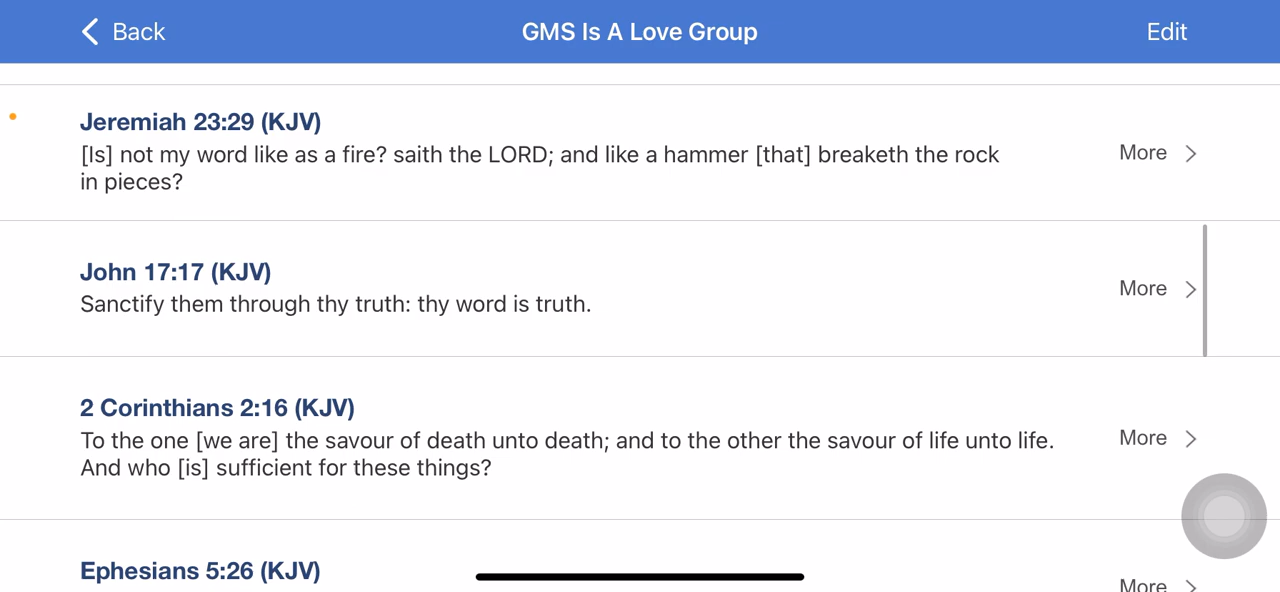 Back
GMS Is A Love Group
Edit
Jeremiah 23:29 (KJV)
[Is] not my word like as a fire? saith the LORD; and like a hammer [that] breaketh the rock
in pieces?
More
John 17:17 (KJV)
Sanctify them through thy truth: thy word is truth.
More
2 Corinthians 2:16 (KJV)
To the one [we are] the savour of death unto death; and to the other the savour of life unto life.
And who [is] sufficient for these things?
More
Ephesians 5:26 (KJV)
More